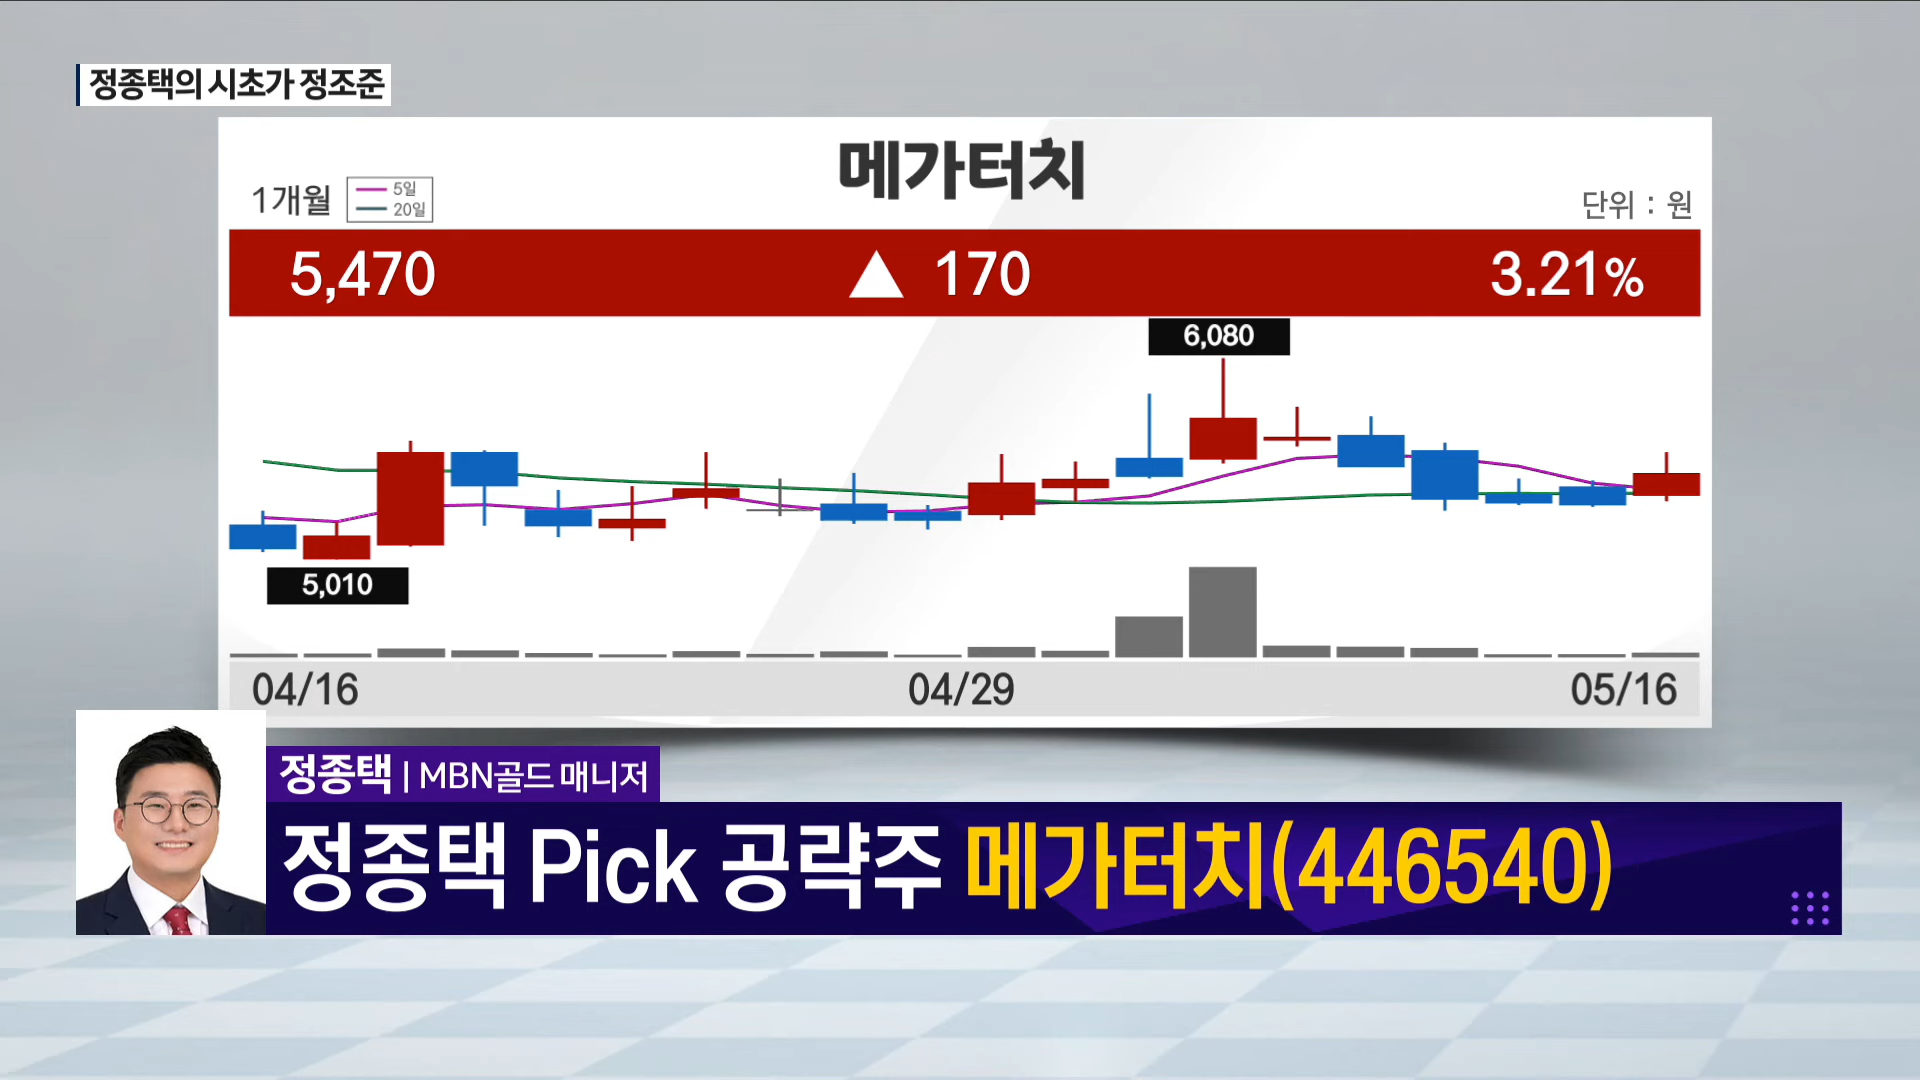 정종택의 시초가 정조준
메가터치
1개월
5일
20일
단위 : 원
5,470 ▲ 170 3.21%
6,080
5,010
04/16 04/29 05/16
정종택 | MBN골드 매니저
정종택 Pick 공략주 메가터치(446540)